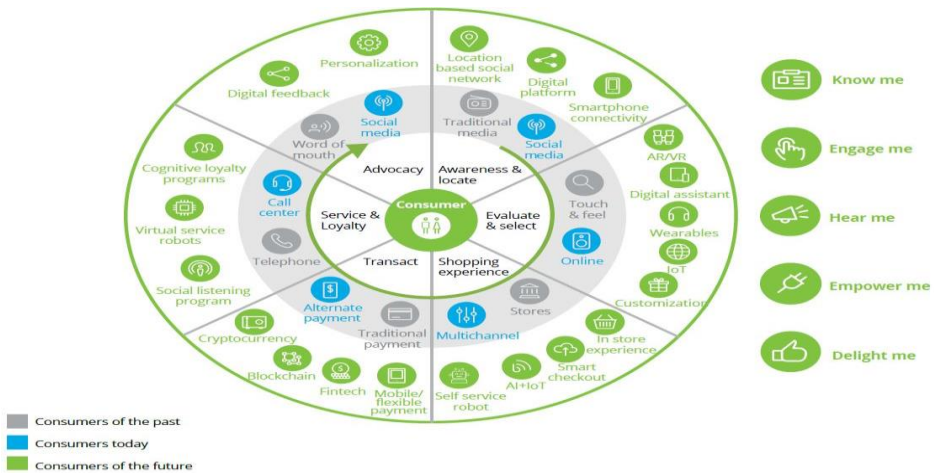 Personalization
Digital feedback
Location
based social
network
Digital
platform
Smartphone
connectivity
Social
media
Word of
mouth
Traditional
media
Social
media
Know me
Cognitive loyalty
programs
Virtual service
robots
Social listening
program
Call
center
Telephone
Advocacy
Awareness &
locate
Service &
Loyalty
Consumer
Evaluate
& select
Transact
Shopping
experience
Touch
& feel
Online
AR/VR
Digital assistant
Wearables
IoT
Customization
Engage me
Hear me
Empower me
Alternate
payment
Traditional
payment
Multichannel
Stores
Cryptocurrency
Blockchain
Fintech
Mobile/
flexible
payment
Self service
robot
AI+IoT
Smart
checkout
In store
experience
Delight me
Consumers of the past
Consumers today
Consumers of the future